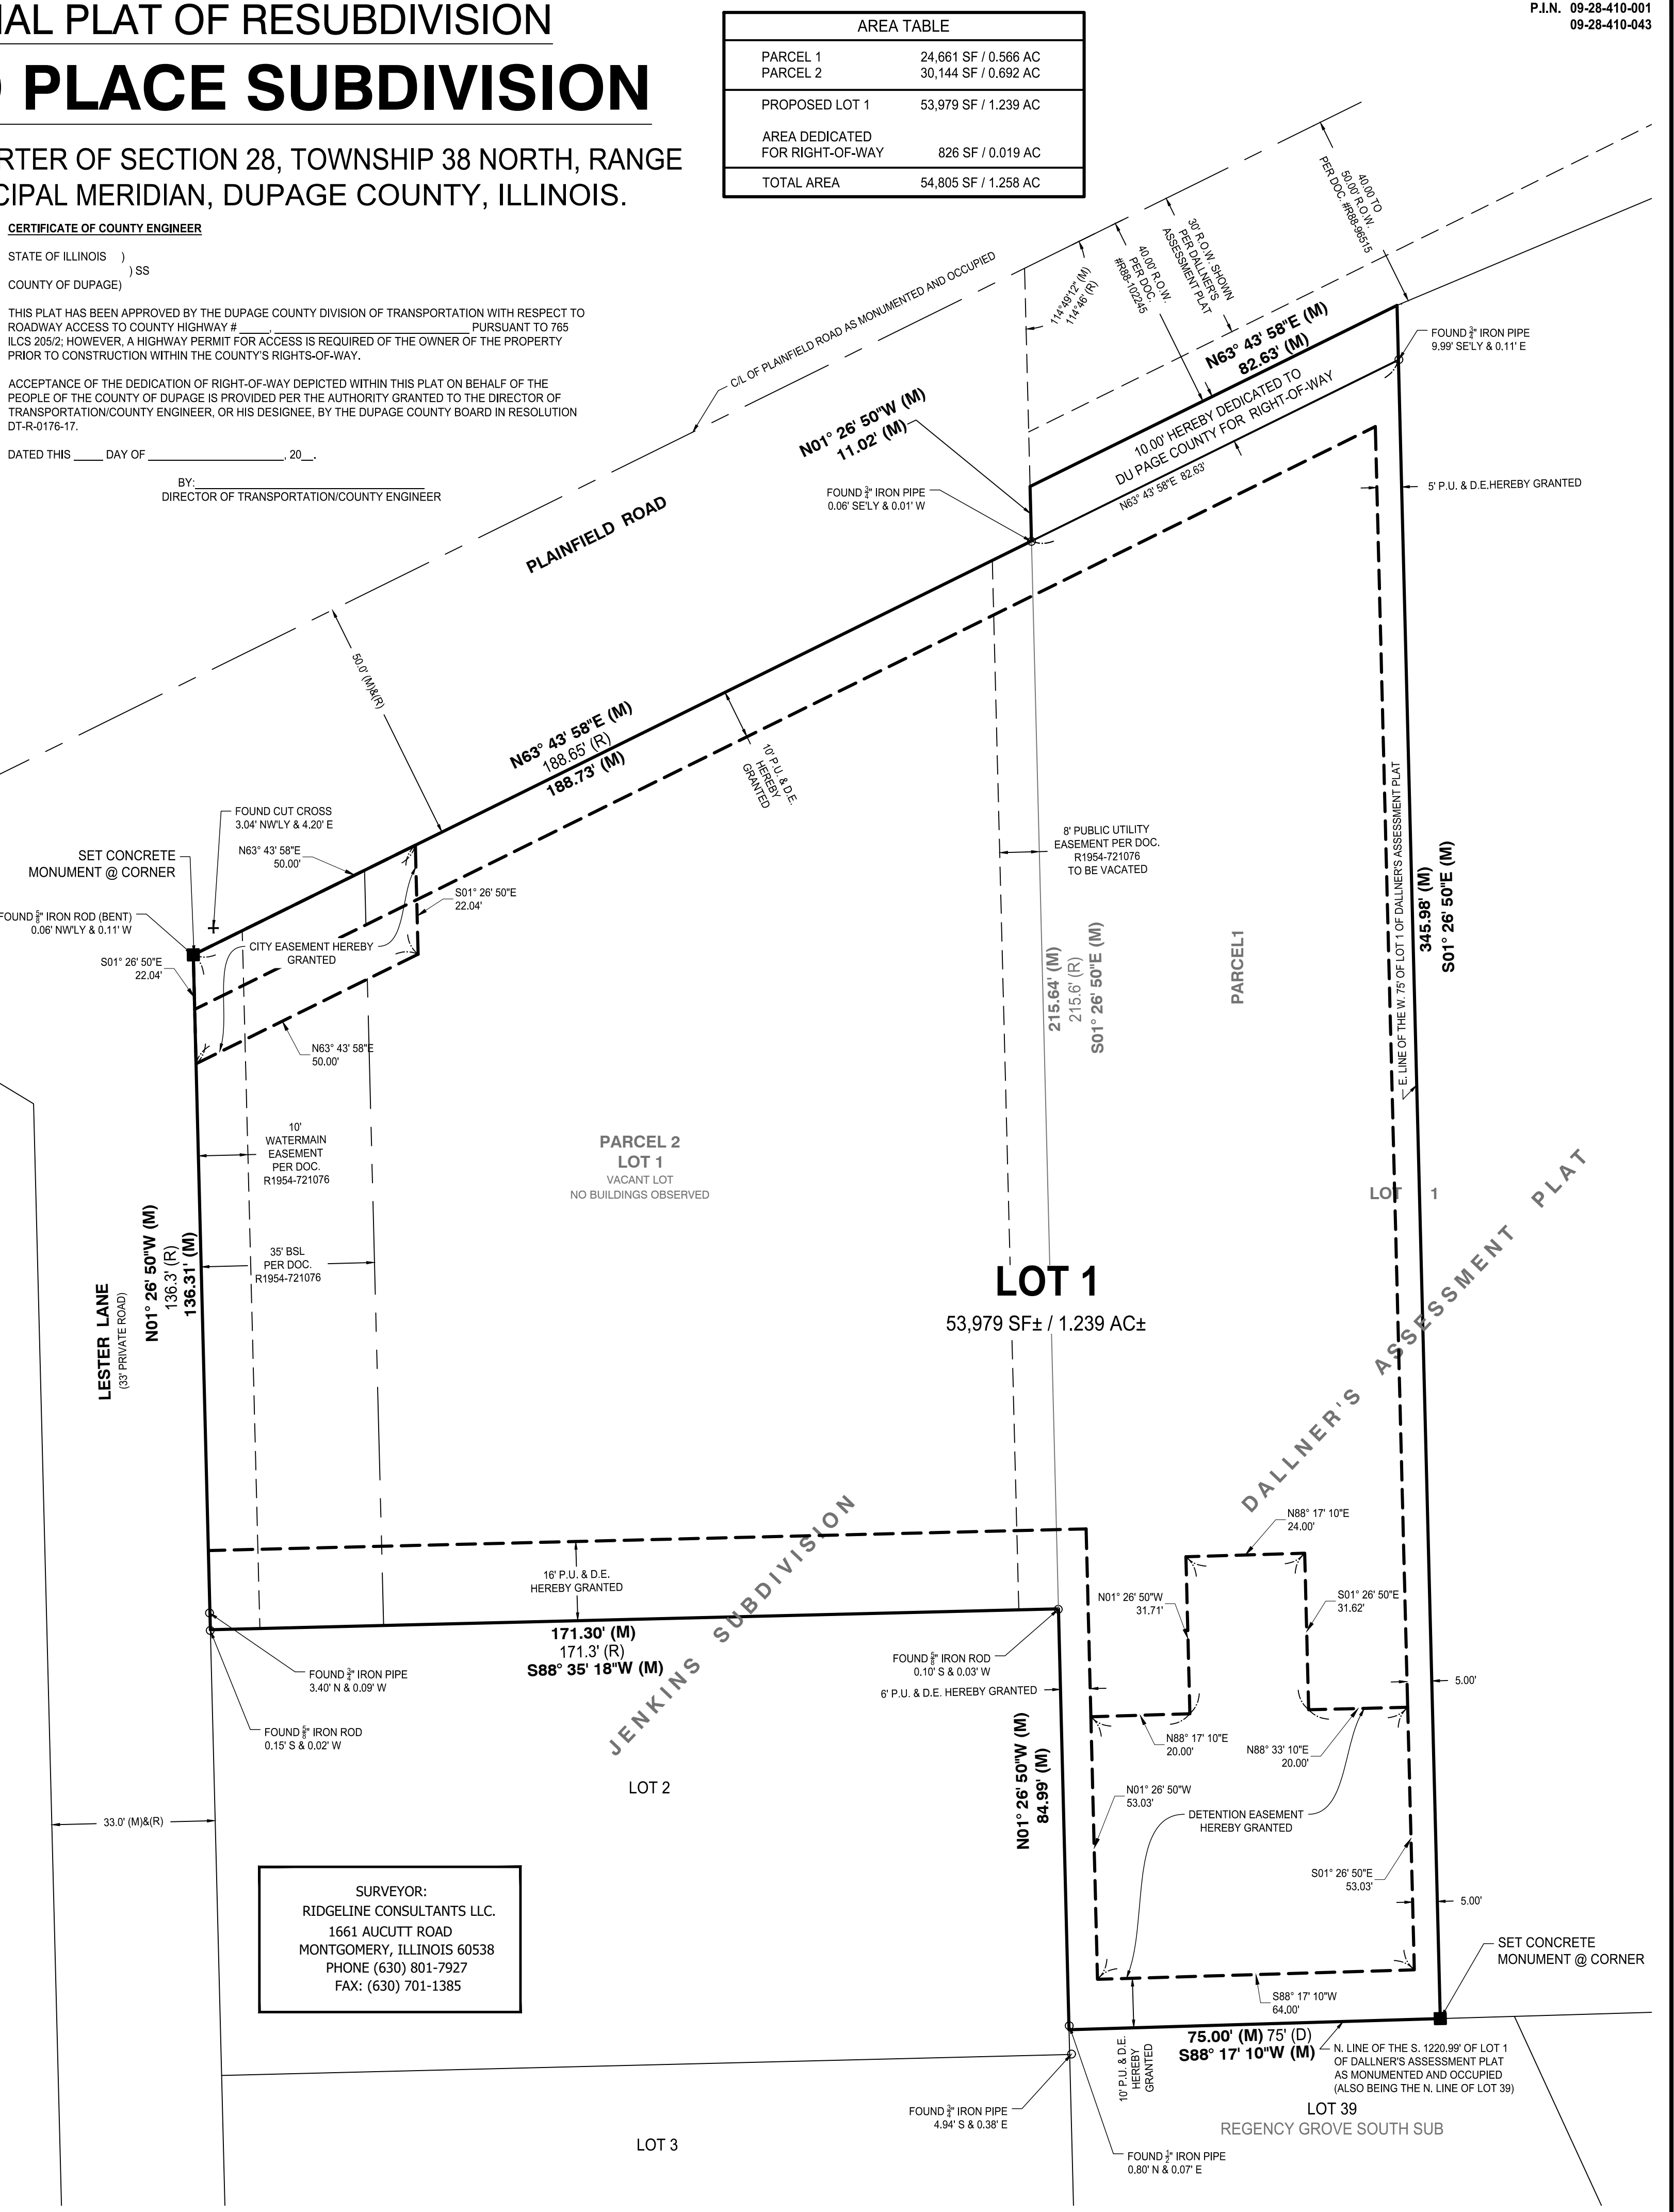 NAL PLAT OF RESUBDIVISION
PLACE SUBDIVISION
RTER OF SECTION 28, TOWNSHIP 38 NORTH, RANGE
CIPAL MERIDIAN, DUPAGE COUNTY, ILLINOIS.
AREA TABLE
PARCEL 1 24,661 SF / 0.566 AC
PARCEL 2 30,144 SF / 0.692 AC
PROPOSED LOT 1 53,979 SF / 1.239 AC
AREA DEDICATED
FOR RIGHT-OF-WAY 826 SF / 0.019 AC
TOTAL AREA 54,805 SF / 1.258 AC
P.I.N. 09-28-410-001
09-28-410-043
CERTIFICATE OF COUNTY ENGINEER
STATE OF ILLINOIS )
) SS
COUNTY OF DUPAGE)
THIS PLAT HAS BEEN APPROVED BY THE DUPAGE COUNTY DIVISION OF TRANSPORTATION WITH RESPECT TO
ROADWAY ACCESS TO COUNTY HIGHWAY # _____, ______________________________ PURSUANT TO 765
ILCS 205/2; HOWEVER, A HIGHWAY PERMIT FOR ACCESS IS REQUIRED OF THE OWNER OF THE PROPERTY
PRIOR TO CONSTRUCTION WITHIN THE COUNTY'S RIGHTS-OF-WAY.
ACCEPTANCE OF THE DEDICATION OF RIGHT-OF-WAY DEPICTED WITHIN THIS PLAT ON BEHALF OF THE
PEOPLE OF THE COUNTY OF DUPAGE IS PROVIDED PER THE AUTHORITY GRANTED TO THE DIRECTOR OF
TRANSPORTATION/COUNTY ENGINEER, OR HIS DESIGNEE, BY THE DUPAGE COUNTY BOARD IN RESOLUTION
DT-R-0176-17.
DATED THIS _____ DAY OF _____________________, 20__.
BY:____________________________________
DIRECTOR OF TRANSPORTATION/COUNTY ENGINEER
C/L OF PLAINFIELD ROAD AS MONUMENTED AND OCCUPIED
114°49'12" (M)
114°46' (R)
40.00' R.O.W.
PER DOC.
#R88-102245
30' R.O.W. SHOWN
PER DALLNER'S
ASSESSMENT PLAT
40.00 TO
50.00' R.O.W.
PER DOC. #R88-96515
N63° 43' 58"E (M)
82.63' (M)
10.00' HEREBY DEDICATED TO
DU PAGE COUNTY FOR RIGHT-OF-WAY
N63° 43' 58"E 82.63'
FOUND 3/4" IRON PIPE
9.99' SE'LY & 0.11' E
N01° 26' 50"W (M)
11.02' (M)
FOUND 3/4" IRON PIPE
0.06' SE'LY & 0.01' W
5' P.U. & D.E.HEREBY GRANTED
PLAINFIELD ROAD
50.0' (M)&(R)
N63° 43' 58"E (M)
188.65' (R)
188.73' (M)
10' P.U. & D.E.
HEREBY
GRANTED
FOUND CUT CROSS
3.04' NW'LY & 4.20' E
N63° 43' 58"E
50.00'
SET CONCRETE
MONUMENT @ CORNER
FOUND 5/8" IRON ROD (BENT)
0.06' NW'LY & 0.11' W
S01° 26' 50"E
22.04'
CITY EASEMENT HEREBY
GRANTED
S01° 26' 50"E
22.04'
N63° 43' 58"E
50.00'
8' PUBLIC UTILITY
EASEMENT PER DOC.
R1954-721076
TO BE VACATED
215.64' (M)
215.6' (R)
S01° 26' 50"E (M)
PARCEL1
E. LINE OF THE W. 75' OF LOT 1 OF DALLNER'S ASSESSMENT PLAT
345.98' (M)
S01° 26' 50"E (M)
10'
WATERMAIN
EASEMENT
PER DOC.
R1954-721076
PARCEL 2
LOT 1
VACANT LOT
NO BUILDINGS OBSERVED
LOT 1
LESTER LANE
(33' PRIVATE ROAD)
N01° 26' 50"W (M)
136.3' (R)
136.31' (M)
35' BSL
PER DOC.
R1954-721076
LOT 1
53,979 SF± / 1.239 AC±
DALLNER'S ASSESSMENT PLAT
JENKINS SUBDIVISION
16' P.U. & D.E.
HEREBY GRANTED
171.30' (M)
171.3' (R)
S88° 35' 18"W (M)
FOUND 3/4" IRON PIPE
3.40' N & 0.09' W
FOUND 5/8" IRON ROD
0.15' S & 0.02' W
FOUND 5/8" IRON ROD
0.10' S & 0.03' W
6' P.U. & D.E. HEREBY GRANTED
N88° 17' 10"E
24.00'
N01° 26' 50"W
31.71'
S01° 26' 50"E
31.62'
5.00'
N88° 17' 10"E
20.00'
N88° 33' 10"E
20.00'
N01° 26' 50"W (M)
84.99' (M)
N01° 26' 50"W
53.03'
DETENTION EASEMENT
HEREBY GRANTED
S01° 26' 50"E
53.03'
5.00'
LOT 2
33.0' (M)&(R)
SURVEYOR:
RIDGELINE CONSULTANTS LLC.
1661 AUCUTT ROAD
MONTGOMERY, ILLINOIS 60538
PHONE (630) 801-7927
FAX: (630) 701-1385
SET CONCRETE
MONUMENT @ CORNER
S88° 17' 10"W
64.00'
10' P.U. & D.E.
HEREBY
GRANTED
75.00' (M) 75' (D)
S88° 17' 10"W (M)
N. LINE OF THE S. 1220.99' OF LOT 1
OF DALLNER'S ASSESSMENT PLAT
AS MONUMENTED AND OCCUPIED
(ALSO BEING THE N. LINE OF LOT 39)
FOUND 3/4" IRON PIPE
4.94' S & 0.38' E
LOT 39
REGENCY GROVE SOUTH SUB
LOT 3
FOUND 1/2" IRON PIPE
0.80' N & 0.07' E